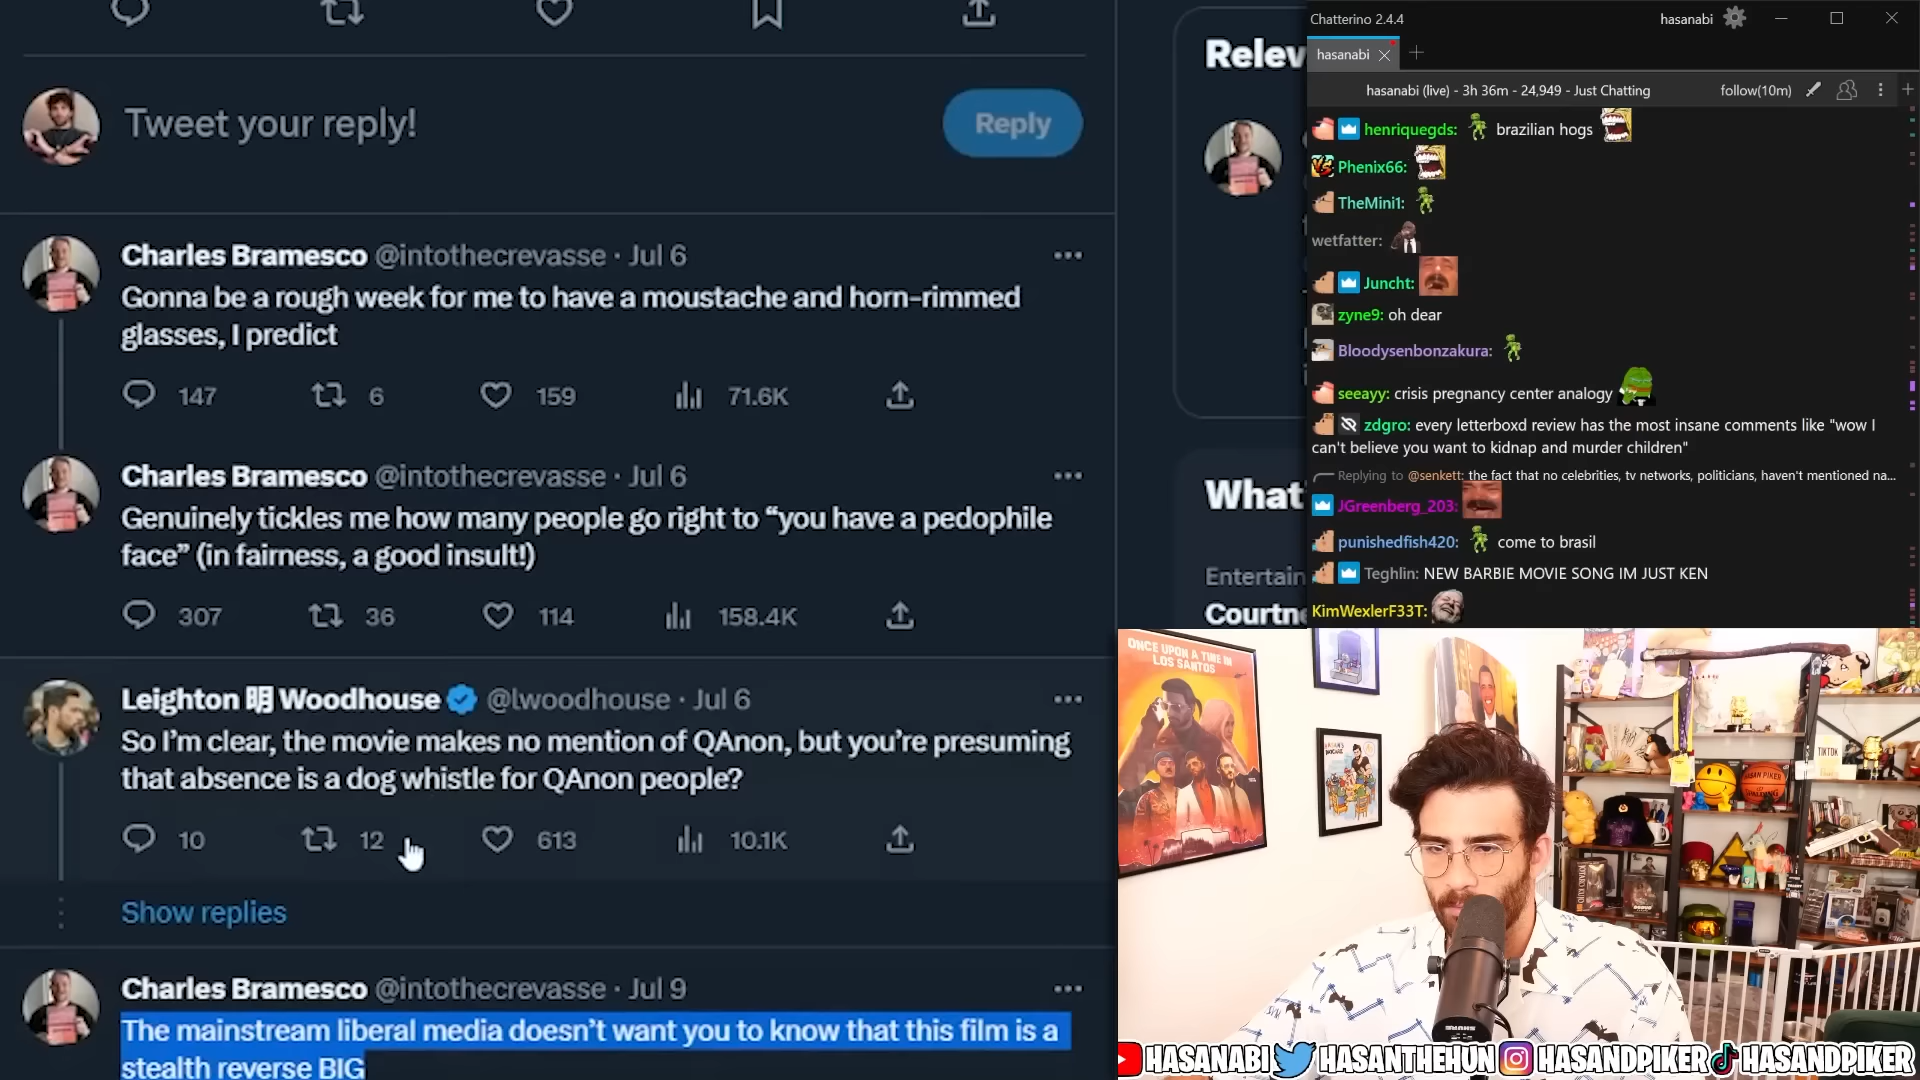 Tweet your reply!
Reply
Charles Bramesco @intothecrevasse · Jul 6
Gonna be a rough week for me to have a moustache and horn-rimmed
glasses, I predict
147 6 159 71.6K
Charles Bramesco @intothecrevasse · Jul 6
Genuinely tickles me how many people go right to “you have a pedophile
face” (in fairness, a good insult!)
307 36 114 158.4K
Leighton 明 Woodhouse @lwoodhouse · Jul 6
So I’m clear, the movie makes no mention of QAnon, but you’re presuming
that absence is a dog whistle for QAnon people?
10 12 613 10.1K
Show replies
Charles Bramesco @intothecrevasse · Jul 9
The mainstream liberal media doesn’t want you to know that this film is a
stealth reverse BIG
Relev
What
Entertain
Courtne
Chatterino 2.4.4
hasanabi
hasanabi
hasanabi (live) - 3h 36m - 24,949 - Just Chatting
follow(10m)
henriquegds: brazilian hogs
Phenix66:
TheMini1:
wetfatter:
Juncht:
zyne9: oh dear
Bloodysenbonzakura:
seeayy: crisis pregnancy center analogy
zdgro: every letterboxd review has the most insane comments like "wow I
can't believe you want to kidnap and murder children"
Replying to @senkett: the fact that no celebrities, tv networks, politicians, haven't mentioned na...
JGreenberg_203:
punishedfish420: come to brasil
Teghlin: NEW BARBIE MOVIE SONG IM JUST KEN
KimWexlerF33T:
ONCE UPON A TIME IN
LOS SANTOS
TIKTOK
HASANABI HASANTHEHUN HASANDPIKER HASANDPIKER